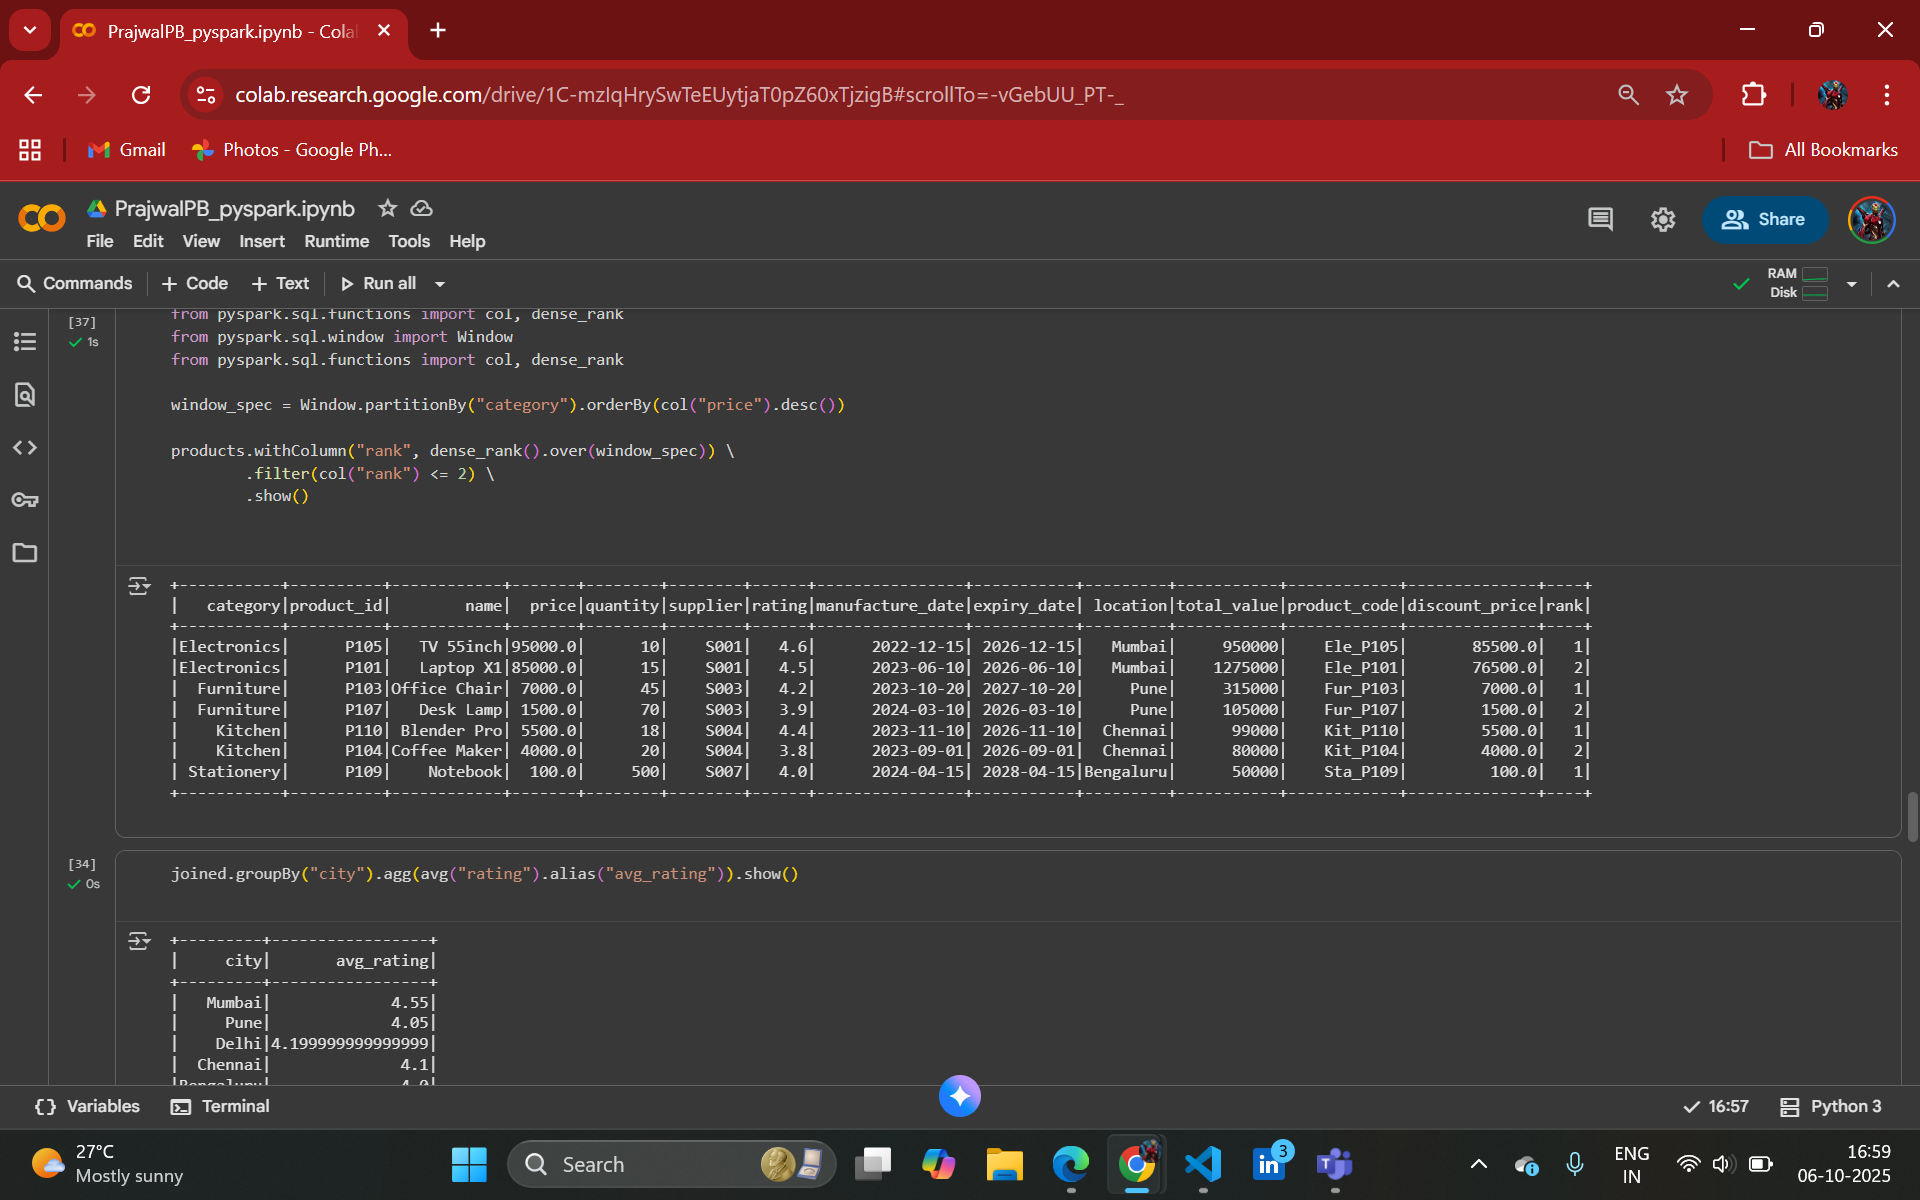 PrajwalPB_pyspark.ipynb - Cola
colab.research.google.com/drive/1C-mzIqHrySwTeEUytjaT0pZ60xTjzigB#scrollTo=-vGebUU_PT-_
Gmail
Photos - Google Ph...
All Bookmarks
PrajwalPB_pyspark.ipynb
File Edit View Insert Runtime Tools Help
Share
Commands + Code + Text Run all
RAM
Disk
[37]
1s
from pyspark.sql.functions import col, dense_rank
from pyspark.sql.window import Window
from pyspark.sql.functions import col, dense_rank
window_spec = Window.partitionBy("category").orderBy(col("price").desc())
products.withColumn("rank", dense_rank().over(window_spec)) \
.filter(col("rank") <= 2) \
.show()
+-----------+----------+------------+-------+--------+--------+------+----------------+-----------+---------+-----------+------------+--------------+----+
|   category|product_id|        name|  price|quantity|supplier|rating|manufacture_date|expiry_date| location|total_value|product_code|discount_price|rank|
+-----------+----------+------------+-------+--------+--------+------+----------------+-----------+---------+-----------+------------+--------------+----+
|Electronics|      P105|   TV 55inch|95000.0|      10|    S001|   4.6|      2022-12-15| 2026-12-15|   Mumbai|     950000|    Ele_P105|       85500.0|   1|
|Electronics|      P101|   Laptop X1|85000.0|      15|    S001|   4.5|      2023-06-10| 2026-06-10|   Mumbai|    1275000|    Ele_P101|       76500.0|   2|
|  Furniture|      P103|Office Chair| 7000.0|      45|    S003|   4.2|      2023-10-20| 2027-10-20|     Pune|     315000|    Fur_P103|        7000.0|   1|
|  Furniture|      P107|   Desk Lamp| 1500.0|      70|    S003|   3.9|      2024-03-10| 2026-03-10|     Pune|     105000|    Fur_P107|        1500.0|   2|
|    Kitchen|      P110| Blender Pro| 5500.0|      18|    S004|   4.4|      2023-11-10| 2026-11-10|  Chennai|      99000|    Kit_P110|        5500.0|   1|
|    Kitchen|      P104|Coffee Maker| 4000.0|      20|    S004|   3.8|      2023-09-01| 2026-09-01|  Chennai|      80000|    Kit_P104|        4000.0|   2|
| Stationery|      P109|    Notebook|  100.0|     500|    S007|   4.0|      2024-04-15| 2028-04-15|Bengaluru|      50000|    Sta_P109|         100.0|   1|
+-----------+----------+------------+-------+--------+--------+------+----------------+-----------+---------+-----------+------------+--------------+----+
[34]
0s
joined.groupBy("city").agg(avg("rating").alias("avg_rating")).show()
+---------+-----------------+
|     city|       avg_rating|
+---------+-----------------+
|   Mumbai|             4.55|
|     Pune|             4.05|
|    Delhi|4.199999999999999|
|  Chennai|              4.1|
|Bengaluru|              4.0|
{} Variables Terminal
16:57 Python 3
27°C
Mostly sunny
Search
3
ENG
IN
16:59
06-10-2025